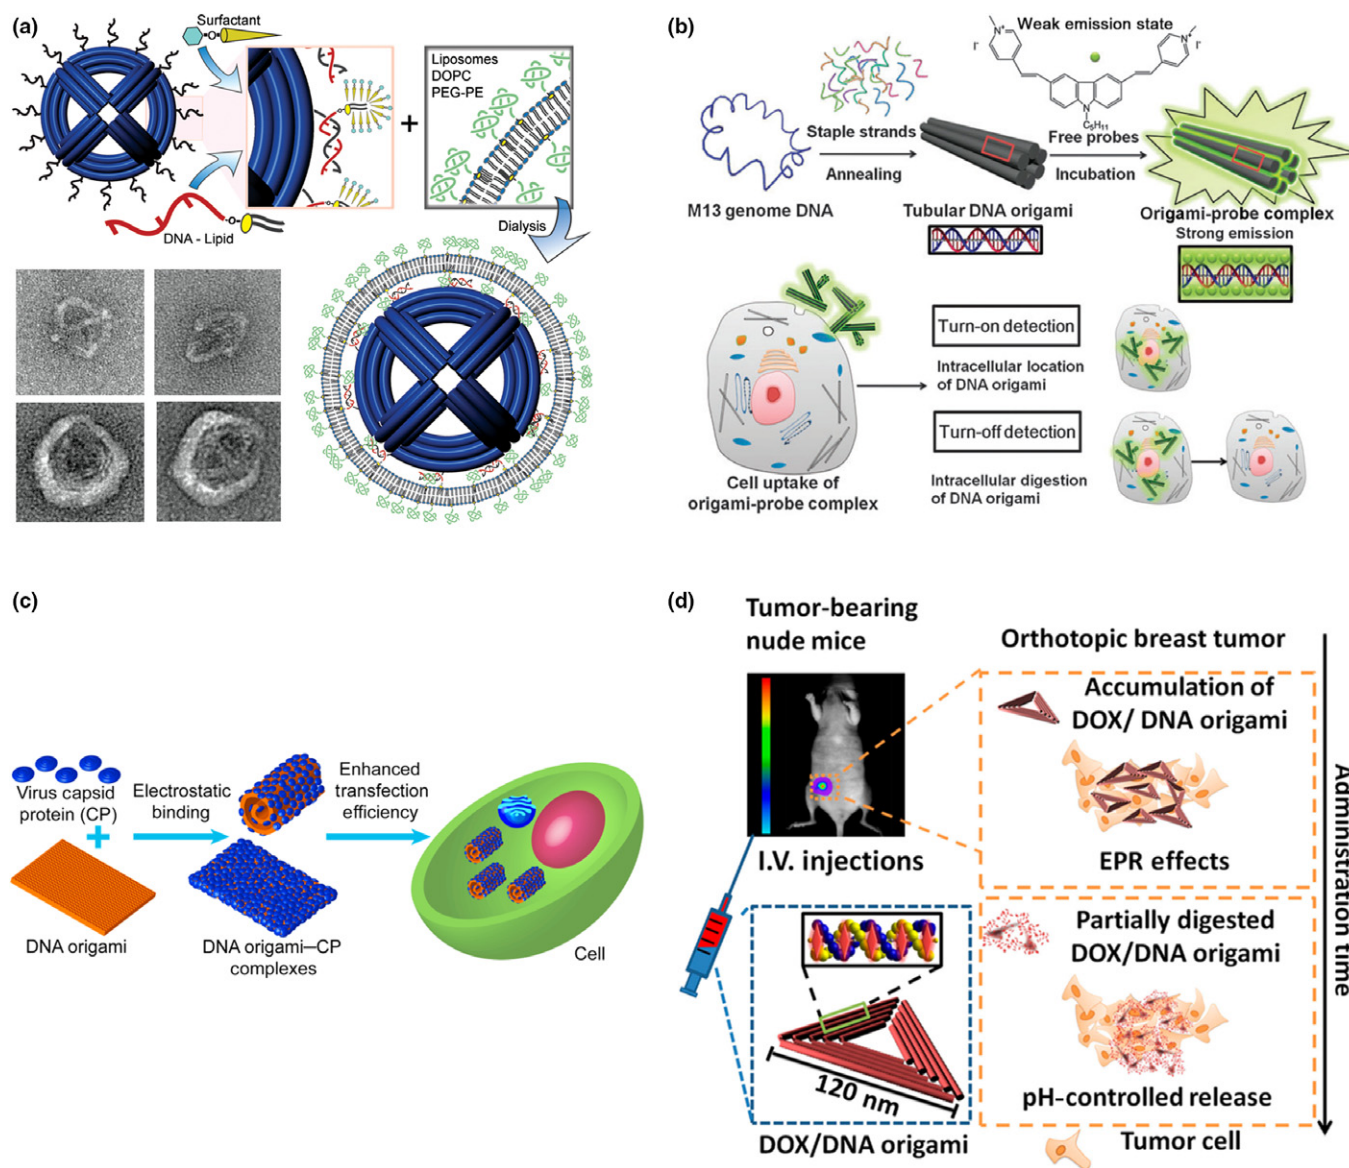 (a)
Surfactant
-o-
Liposomes
DOPC
PEG-PE
+
-o-
DNA - Lipid
Dialysis
(b)
Weak emission state
N+
I-
N+
I-
N
C5H11
Staple strands
Annealing
Free probes
Incubation
M13 genome DNA
Tubular DNA origami
Origami-probe complex
Strong emission
Turn-on detection
Intracellular location
of DNA origami
Turn-off detection
Intracellular digestion
of DNA origami
Cell uptake of
origami-probe complex
(c)
Virus capsid
protein (CP)
+
Electrostatic
binding
Enhanced
transfection
efficiency
DNA origami
DNA origami–CP
complexes
Cell
(d)
Tumor-bearing
nude mice
Orthotopic breast tumor
Accumulation of
DOX/ DNA origami
EPR effects
I.V. injections
Partially digested
DOX/DNA origami
pH-controlled release
120 nm
DOX/DNA origami
Tumor cell
Administration time